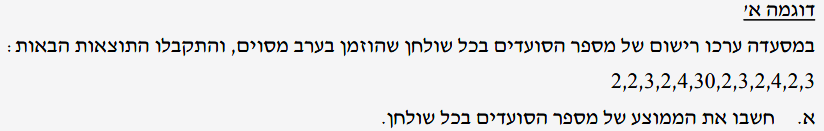 דוגמה א'
במסעדה ערכו רישום של מספר הסועדים בכל שולחן שהוזמן בערב מסוים, והתקבלו התוצאות הבאות:
2,2,3,2,4,30,2,3,2,4,2,3
א. חשבו את הממוצע של מספר הסועדים בכל שולחן.